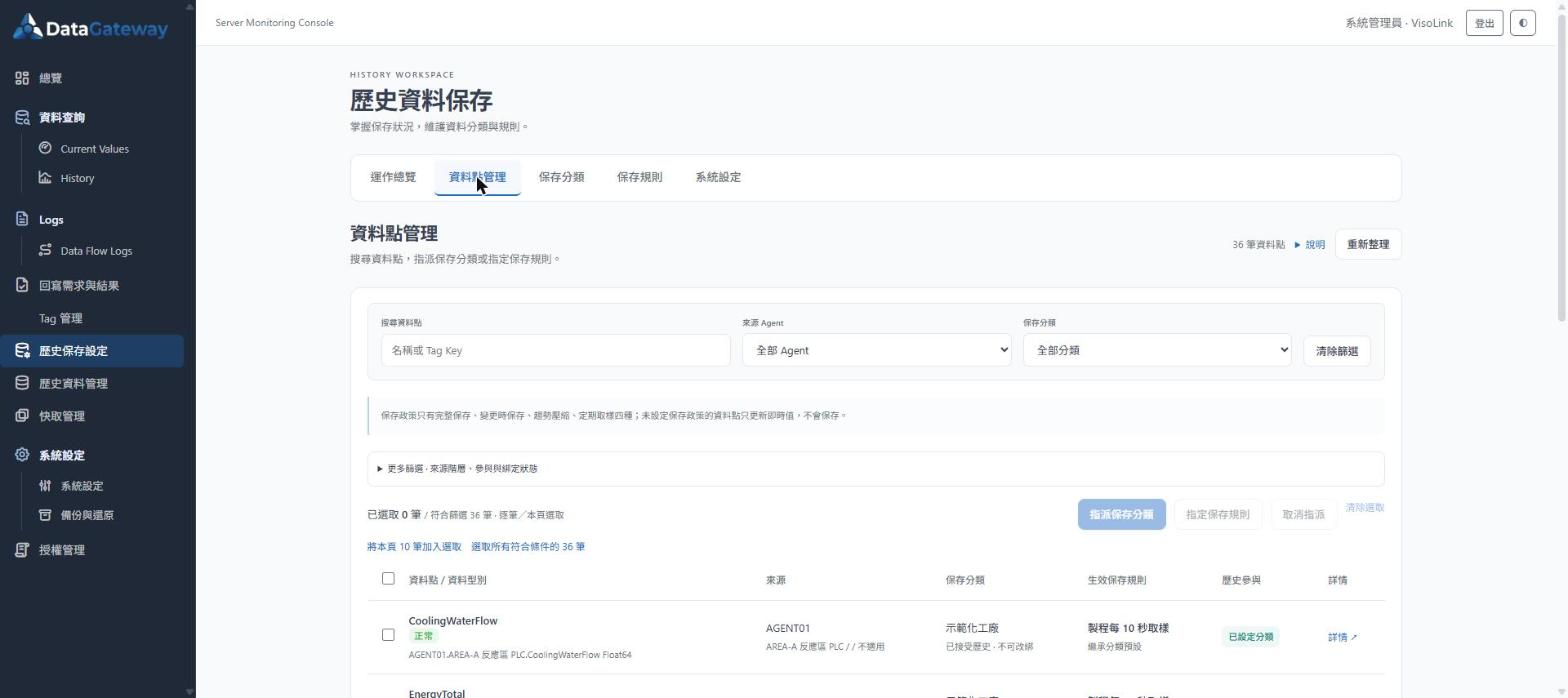 DataGateway
Server Monitoring Console
系統管理員 · VisoLink
登出
總覽
資料查詢
Current Values
History
Logs
Data Flow Logs
回寫需求與結果
Tag 管理
歷史保存設定
歷史資料管理
快取管理
系統設定
系統設定
備份與還原
授權管理
HISTORY WORKSPACE
歷史資料保存
掌握保存狀況，維護資料分類與規則。
運作總覽 資料點管理 保存分類 保存規則 系統設定
資料點管理
搜尋資料點，指派保存分類或指定保存規則。
36 筆資料點 ▶ 說明 重新整理
搜尋資料點 來源 Agent 保存分類
名稱或 Tag Key 全部 Agent 全部分類 清除篩選
保存政策只有完整保存、變更時保存、趨勢壓縮、定期取樣四種；未設定保存政策的資料點只更新即時值，不會保存。
▶ 更多篩選 · 來源階層、參與與綁定狀態
已選取 0 筆 / 符合篩選 36 筆 · 逐筆／本頁選取
指派保存分類 指定保存規則 取消指派 清除選取
將本頁 10 筆加入選取 選取所有符合條件的 36 筆
資料點 / 資料型別 來源 保存分類 生效保存規則 歷史參與 詳情
CoolingWaterFlow
正常
AGENT01.AREA-A 反應區 PLC.CoolingWaterFlow Float64
AGENT01
AREA-A 反應區 PLC / / 不適用
示範化工廠
已接受歷史 · 不可改綁
製程每 10 秒取樣
繼承分類預設
已設定分類
詳情 ↗
EnergyTotal